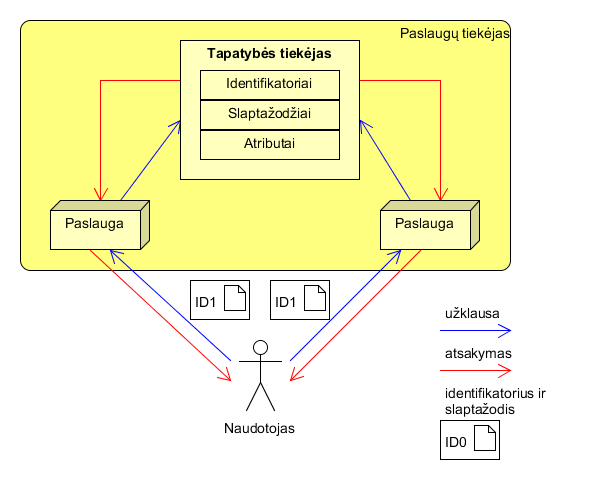 Paslaugų tiekėjas
Tapatybės tiekėjas
Identifikatoriai
Slaptažodžiai
Atributai
Paslauga
Paslauga
ID1
ID1
Naudotojas
užklausa
atsakymas
identifikatorius ir
slaptažodis
ID0